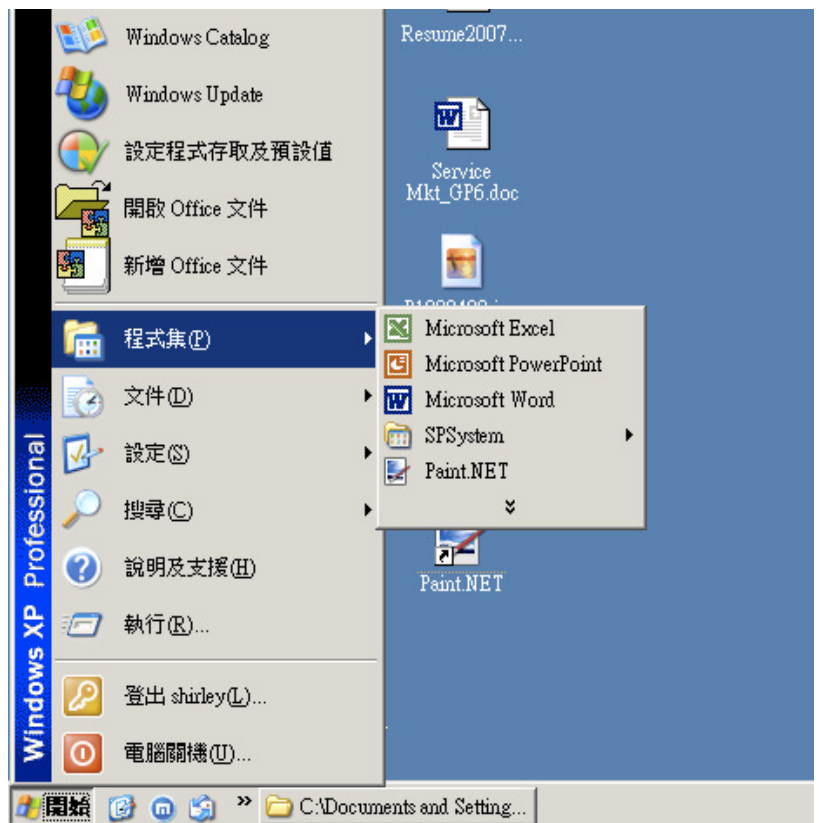 Windows Catalog
Windows Update
設定程式存取及預設值
開啟 Office 文件
新增 Office 文件
程式集(P)
文件(D)
設定(S)
搜尋(C)
說明及支援(H)
執行(R)...
登出 shirley(L)...
電腦關機(U)...
Windows XP Professional
Microsoft Excel
Microsoft PowerPoint
Microsoft Word
SPSystem
Paint.NET
Resume2007...
Service
Mkt_GP6.doc
Paint.NET
開始
C:\Documents and Setting...